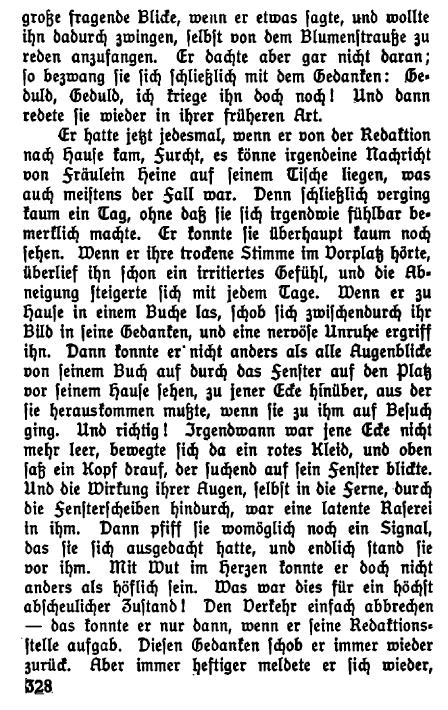 große fragende Blicke, wenn er etwas sagte, und wollte
ihn dadurch zwingen, selbst von dem Blumenstrauße zu
reden anzufangen. Er dachte aber gar nicht daran;
so bezwang sie sich schließlich mit dem Gedanken: Ge-
duld, Geduld, ich kriege ihn doch noch! Und dann
redete sie wieder in ihrer früheren Art.
Er hatte jetzt jedesmal, wenn er von der Redaktion
nach Hause kam, Furcht, es könne irgendeine Nachricht
von Fräulein Heine auf seinem Tische liegen, was
auch meistens der Fall war. Denn schließlich verging
kaum ein Tag, ohne daß sie sich irgendwie fühlbar be-
merklich machte. Er konnte sie überhaupt kaum noch
sehen. Wenn er ihre trockene Stimme im Vorplatz hörte,
überlief ihn schon ein irritiertes Gefühl, und die Ab-
neigung steigerte sich mit jedem Tage. Wenn er zu
Hause in einem Buche las, schob sich zwischendurch ihr
Bild in seine Gedanken, und eine nervöse Unruhe ergriff
ihn. Dann konnte er nicht anders als alle Augenblicke
von seinem Buch auf durch das Fenster auf den Platz
vor seinem Hause sehen, zu jener Ecke hinüber, aus der
sie herauskommen mußte, wenn sie zu ihm auf Besuch
ging. Und richtig! Irgendwann war jene Ecke nicht
mehr leer, bewegte sich da ein rotes Kleid, und oben
saß ein Kopf drauf, der suchend auf sein Fenster blickte.
Und die Wirkung ihrer Augen, selbst in die Ferne, durch
die Fensterscheiben hindurch, war eine latente Raserei
in ihm. Dann pfiff sie womöglich noch ein Signal,
das sie sich ausgedacht hatte, und endlich stand sie
vor ihm. Mit Wut im Herzen konnte er doch nicht
anders als höflich sein. Was war dies für ein höchst
abscheulicher Zustand! Den Verkehr einfach abbrechen
— das konnte er nur dann, wenn er seine Redaktions-
stelle aufgab. Diesen Gedanken schob er immer wieder
zurück. Aber immer heftiger meldete er sich wieder,
328